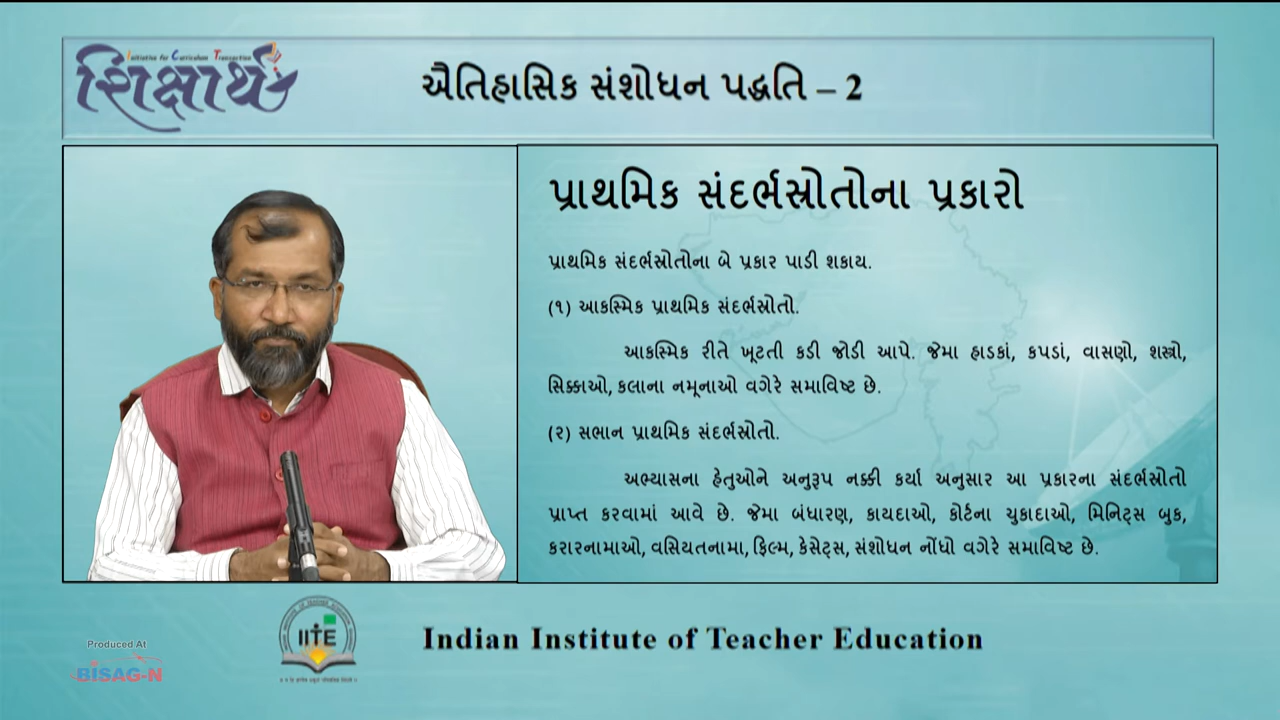 Initiative for Curriculum Transaction
શિક્ષાર્થ
ઐતિહાસિક સંશોધન પદ્ધતિ – 2
પ્રાથમિક સંદર્ભસ્રોતોના પ્રકારો
પ્રાથમિક સંદર્ભસ્રોતોના બે પ્રકાર પાડી શકાય.
(૧) આકસ્મિક પ્રાથમિક સંદર્ભસ્રોતો.
આકસ્મિક રીતે ખૂટતી કડી જોડી આપે. જેમા હાડકાં, કપડાં, વાસણો, શસ્ત્રો,
સિક્કાઓ, કલાના નમૂનાઓ વગેરે સમાવિષ્ટ છે.
(૨) સભાન પ્રાથમિક સંદર્ભસ્રોતો.
અભ્યાસના હેતુઓને અનુરૂપ નક્કી કર્યા અનુસાર આ પ્રકારના સંદર્ભસ્રોતો
પ્રાપ્ત કરવામાં આવે છે. જેમા બંધારણ, કાયદાઓ, કોર્ટના ચુકાદાઓ, મિનિટ્સ બુક,
કરારનામાઓ, વસિયતનામા, ફિલ્મ, કેસેટ્સ, સંશોધન નોંધો વગેરે સમાવિષ્ટ છે.
Produced At
BISAG-N
IITE
Indian Institute of Teacher Education